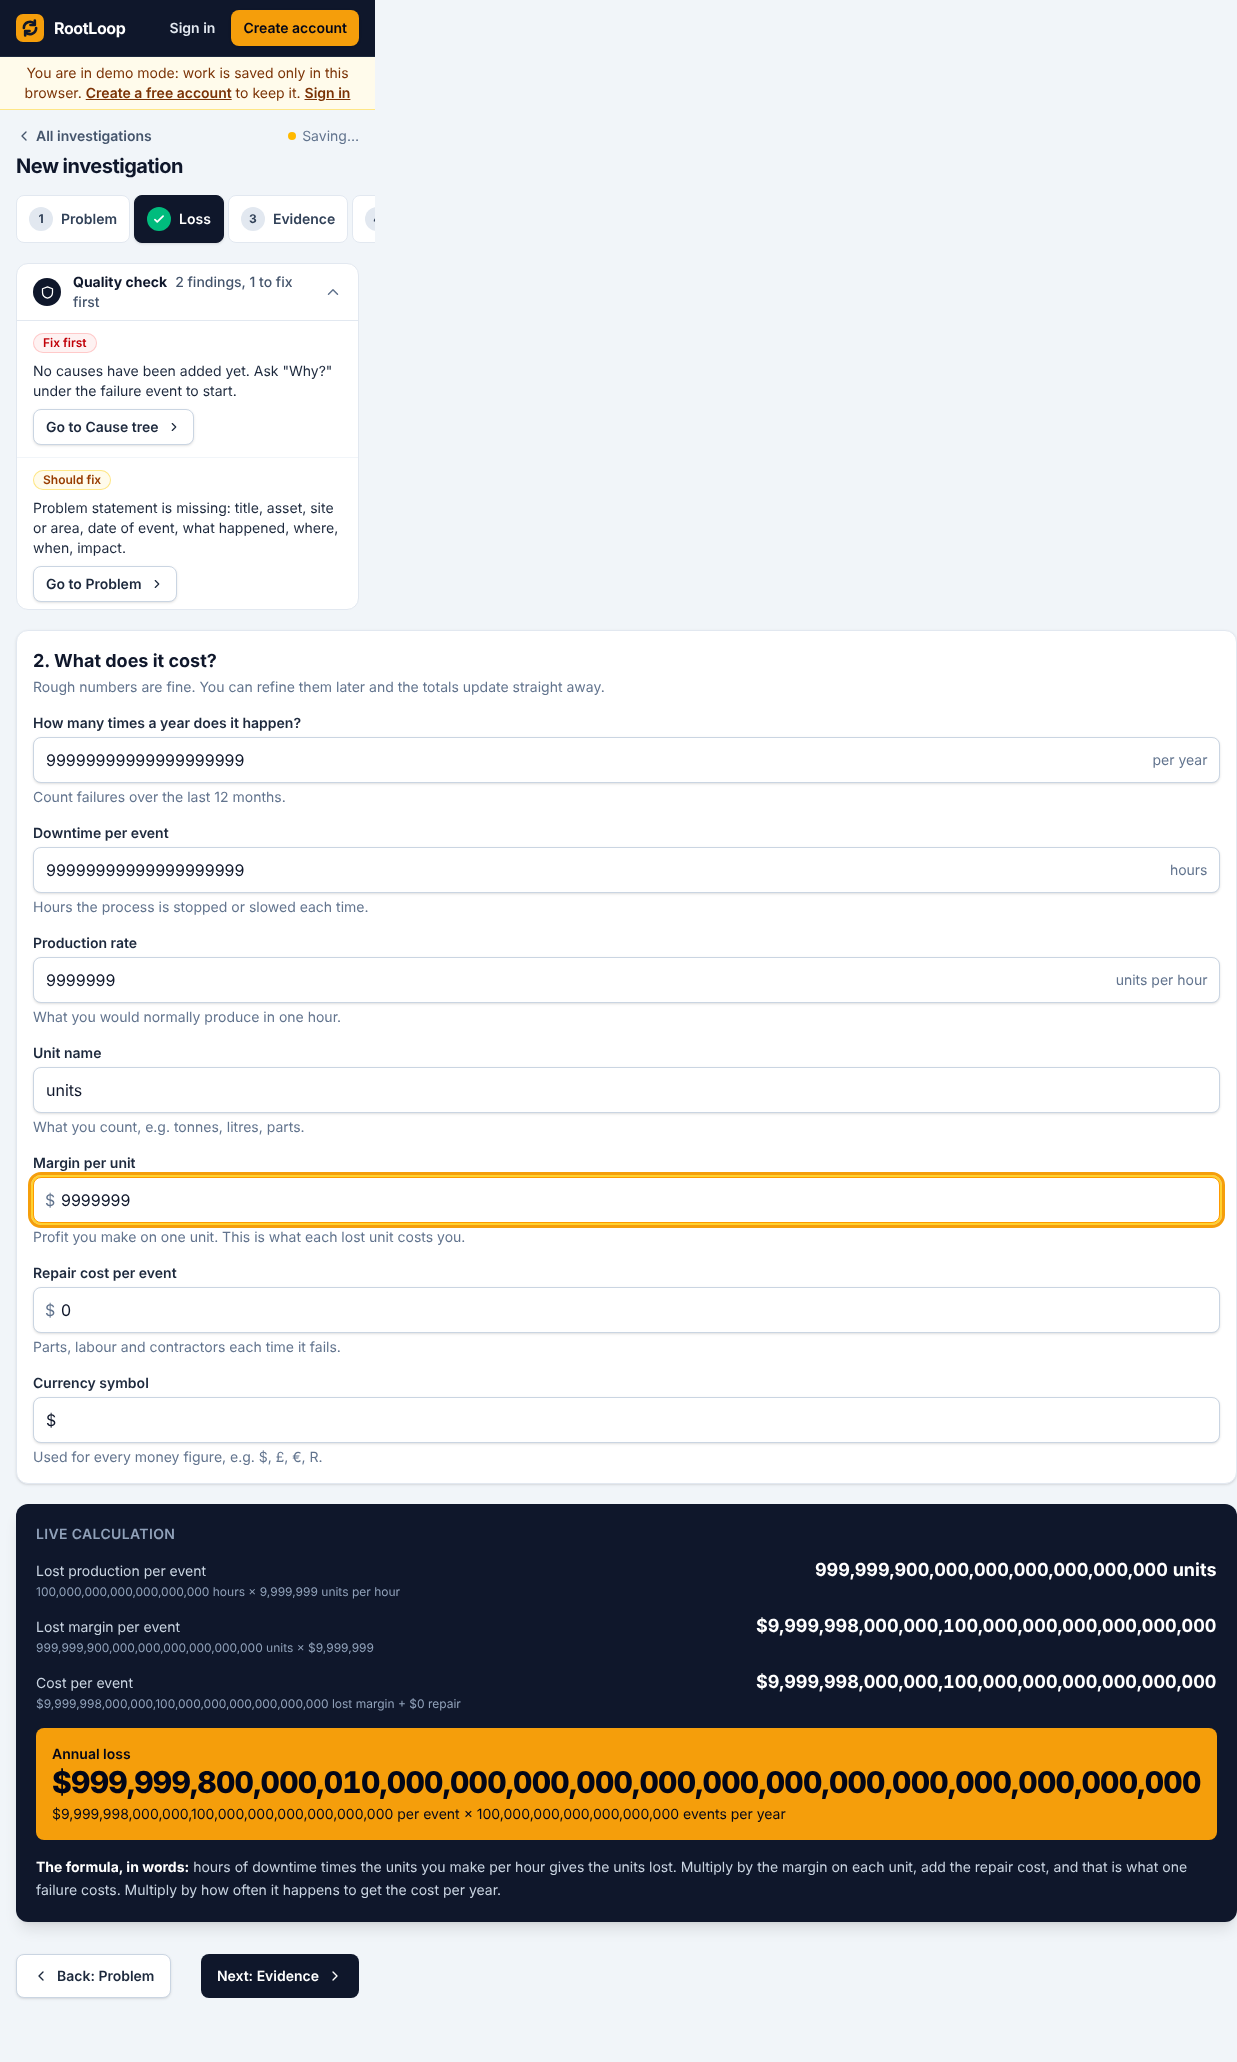 RootLoop
Sign in
Create account
You are in demo mode: work is saved only in this
browser. Create a free account to keep it. Sign in
All investigations
Saving...
New investigation
1 Problem
Loss
3 Evidence
Quality check 2 findings, 1 to fix
first
Fix first
No causes have been added yet. Ask "Why?"
under the failure event to start.
Go to Cause tree
Should fix
Problem statement is missing: title, asset, site
or area, date of event, what happened, where,
when, impact.
Go to Problem
2. What does it cost?
Rough numbers are fine. You can refine them later and the totals update straight away.
How many times a year does it happen?
99999999999999999999 per year
Count failures over the last 12 months.
Downtime per event
99999999999999999999 hours
Hours the process is stopped or slowed each time.
Production rate
9999999 units per hour
What you would normally produce in one hour.
Unit name
units
What you count, e.g. tonnes, litres, parts.
Margin per unit
$ 9999999
Profit you make on one unit. This is what each lost unit costs you.
Repair cost per event
$ 0
Parts, labour and contractors each time it fails.
Currency symbol
$
Used for every money figure, e.g. $, £, €, R.
LIVE CALCULATION
Lost production per event
999,999,900,000,000,000,000,000,000 units
100,000,000,000,000,000,000 hours × 9,999,999 units per hour
Lost margin per event
$9,999,998,000,000,100,000,000,000,000,000,000
999,999,900,000,000,000,000,000,000 units × $9,999,999
Cost per event
$9,999,998,000,000,100,000,000,000,000,000,000
$9,999,998,000,000,100,000,000,000,000,000,000 lost margin + $0 repair
Annual loss
$999,999,800,000,010,000,000,000,000,000,000,000,000,000,000,000,000,000
$9,999,998,000,000,100,000,000,000,000,000,000 per event × 100,000,000,000,000,000,000 events per year
The formula, in words: hours of downtime times the units you make per hour gives the units lost. Multiply by the margin on each unit, add the repair cost, and that is what one
failure costs. Multiply by how often it happens to get the cost per year.
Back: Problem
Next: Evidence